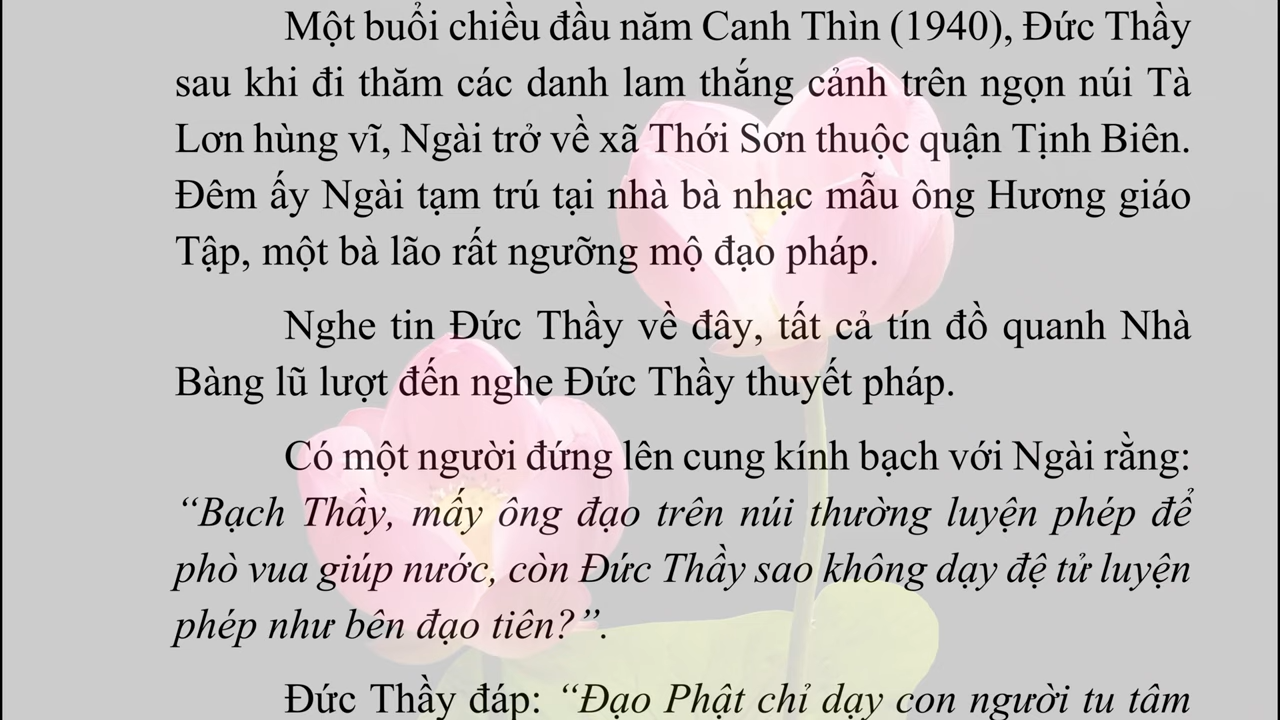 Một buổi chiều đầu năm Canh Thìn (1940), Đức Thầy
sau khi đi thăm các danh lam thắng cảnh trên ngọn núi Tà
Lơn hùng vĩ, Ngài trở về xã Thới Sơn thuộc quận Tịnh Biên.
Đêm ấy Ngài tạm trú tại nhà bà nhạc mẫu ông Hương giáo
Tập, một bà lão rất ngưỡng mộ đạo pháp.
Nghe tin Đức Thầy về đây, tất cả tín đồ quanh Nhà
Bàng lũ lượt đến nghe Đức Thầy thuyết pháp.
Có một người đứng lên cung kính bạch với Ngài rằng:
“Bạch Thầy, mấy ông đạo trên núi thường luyện phép để
phò vua giúp nước, còn Đức Thầy sao không dạy đệ tử luyện
phép như bên đạo tiên?”.
Đức Thầy đáp: “Đạo Phật chỉ dạy con người tu tâm